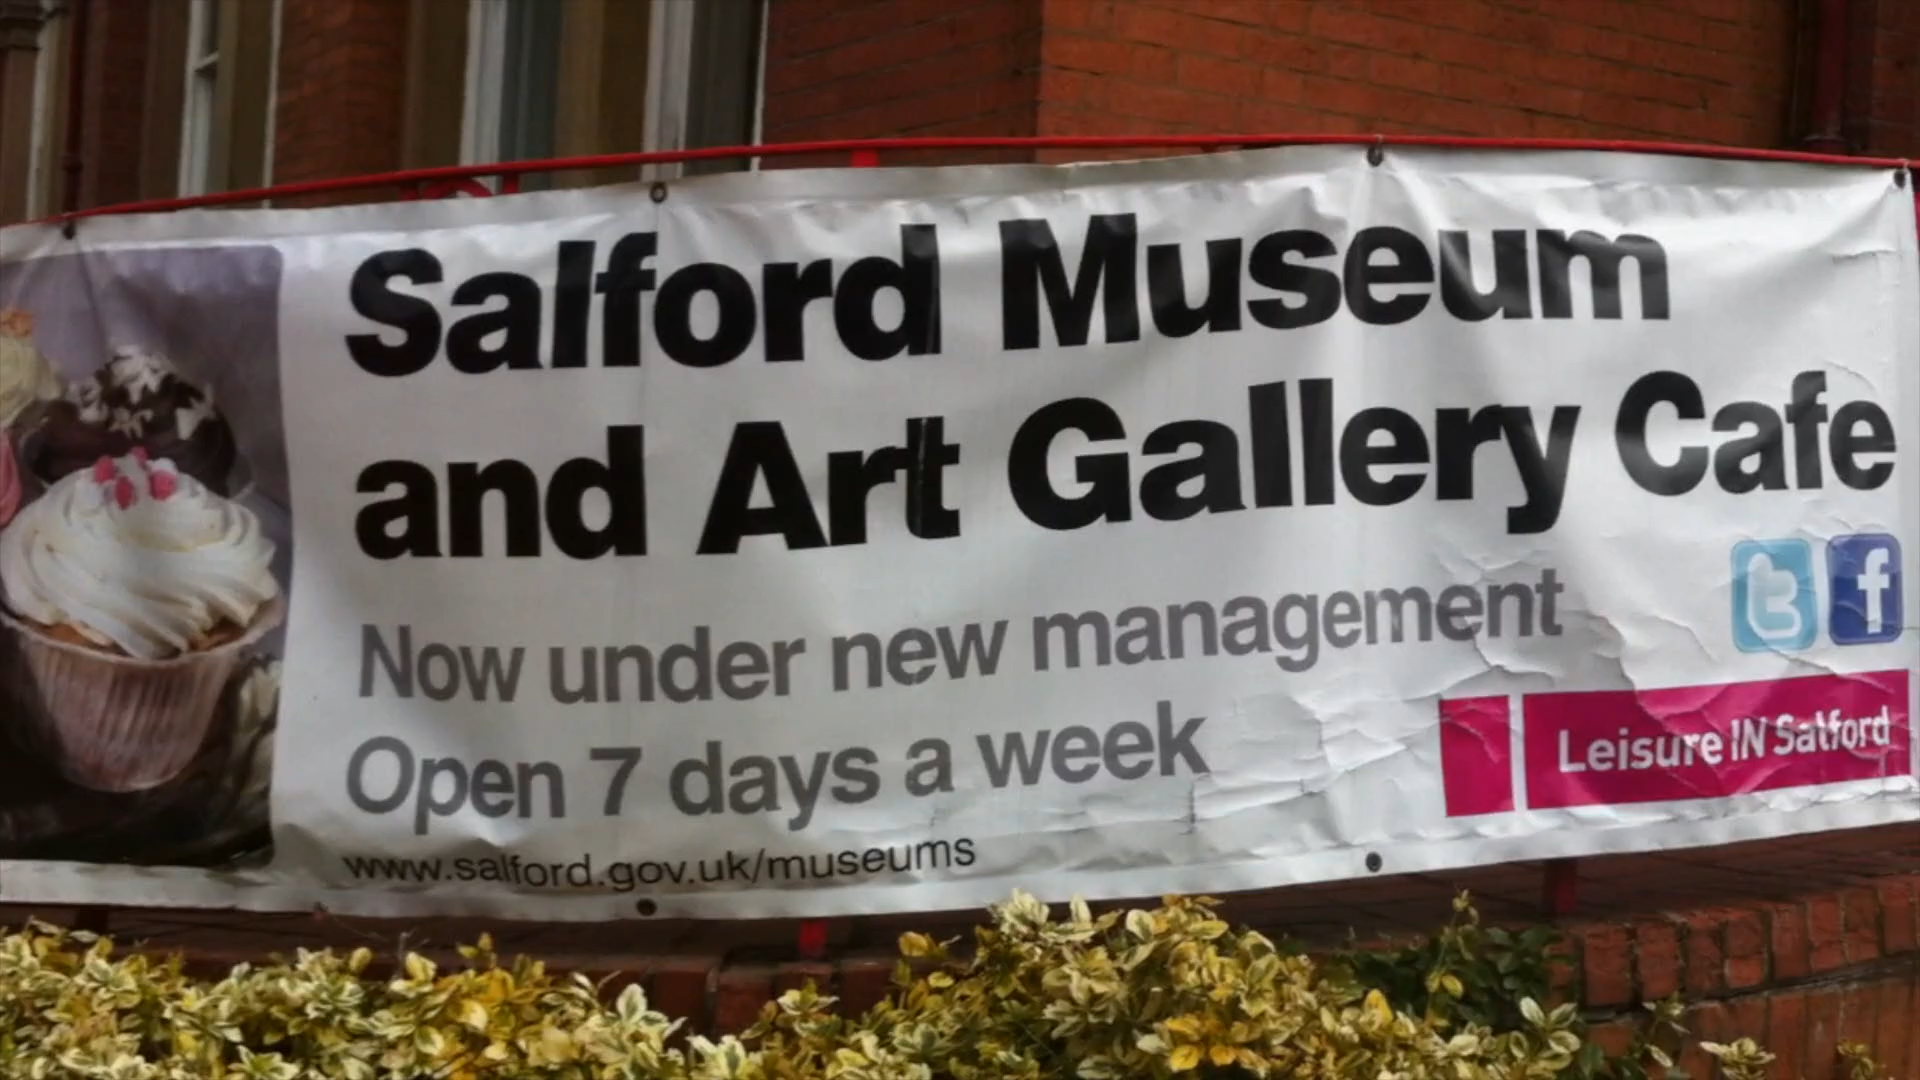 Salford Museum
and Art Gallery Cafe
Now under new management
Open 7 days a week
Leisure IN Salford
www.salford.gov.uk/museums